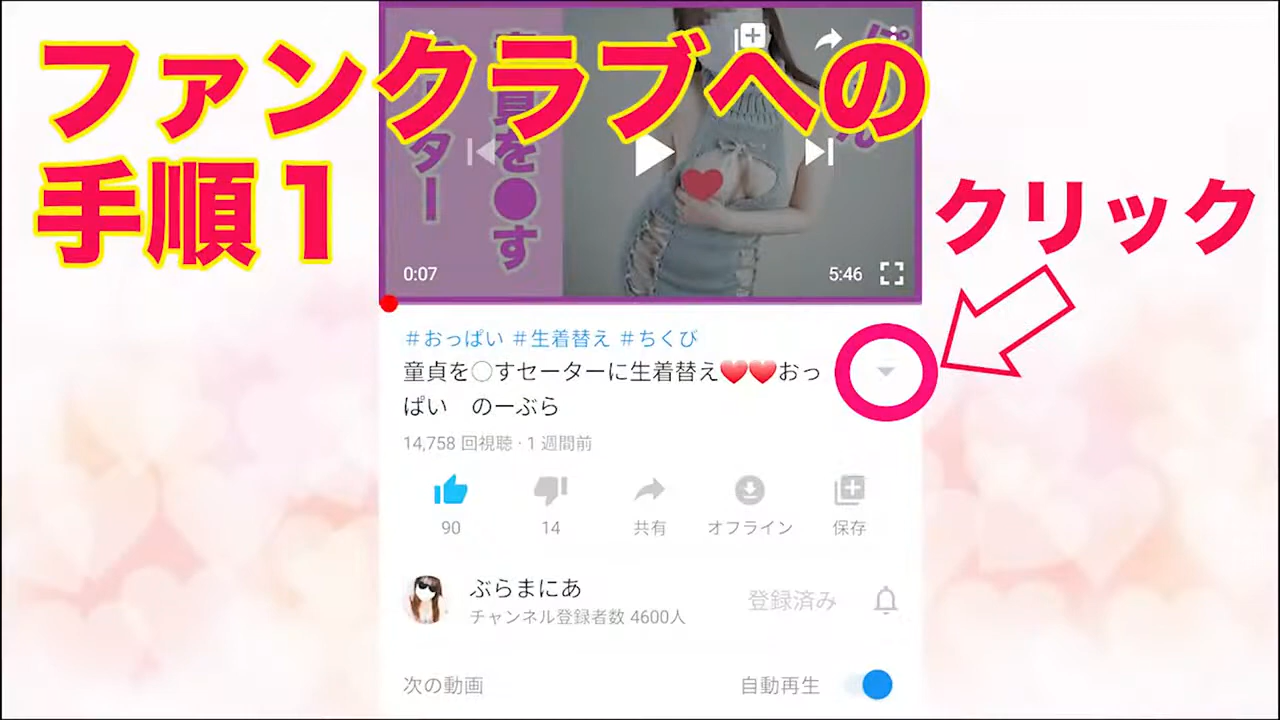 ファンクラブへの
手順1
クリック
0:07
5:46
#おっぱい #生着替え #ちくび
童貞を◯すセーターに生着替え❤️❤️おっ
ぱい のーぶら
14,758 回視聴・1 週間前
90
14
共有
オフライン
保存
ぶらまにあ
チャンネル登録者数 4600人
登録済み
次の動画
自動再生